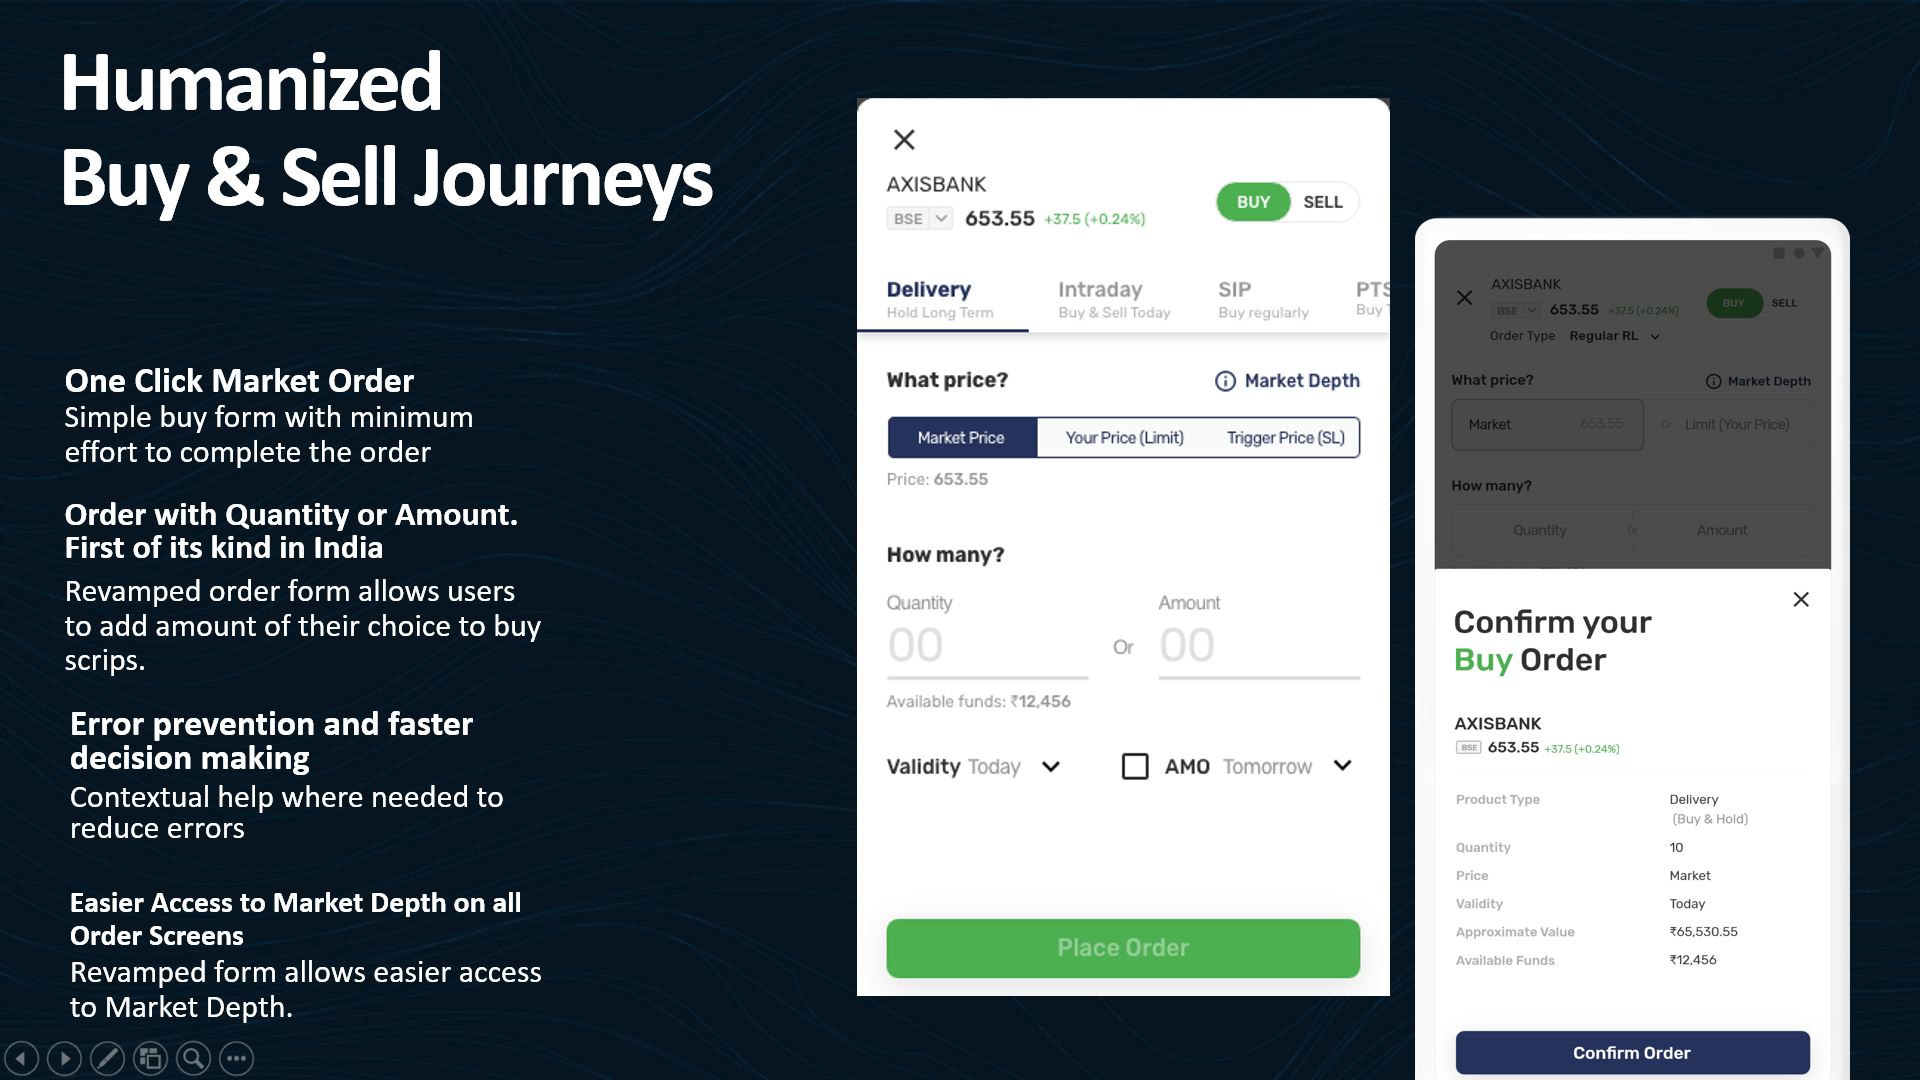 Humanized
Buy & Sell Journeys
One Click Market Order
Simple buy form with minimum
effort to complete the order
Order with Quantity or Amount.
First of its kind in India
Revamped order form allows users
to add amount of their choice to buy
scrips.
Error prevention and faster
decision making
Contextual help where needed to
reduce errors
Easier Access to Market Depth on all
Order Screens
Revamped form allows easier access
to Market Depth.
AXISBANK
BSE 653.55 +37.5 (+0.24%)
BUY SELL
Delivery Intraday SIP PTS
Hold Long Term Buy & Sell Today Buy regularly Buy
What price? Market Depth
Market Price Your Price (Limit) Trigger Price (SL)
Price: 653.55
How many?
Quantity Amount
00 Or 00
Available funds: ₹12,456
Validity Today AMO Tomorrow
Place Order
AXISBANK
BSE 653.55 +37.5 (+0.24%)
BUY SELL
Order Type Regular RL
What price? Market Depth
Market 653.55 Or Limit (Your Price)
How many?
Quantity Or Amount
Confirm your
Buy Order
AXISBANK
BSE 653.55 +37.5 (+0.24%)
Product Type Delivery
(Buy & Hold)
Quantity 10
Price Market
Validity Today
Approximate Value ₹65,530.55
Available Funds ₹12,456
Confirm Order